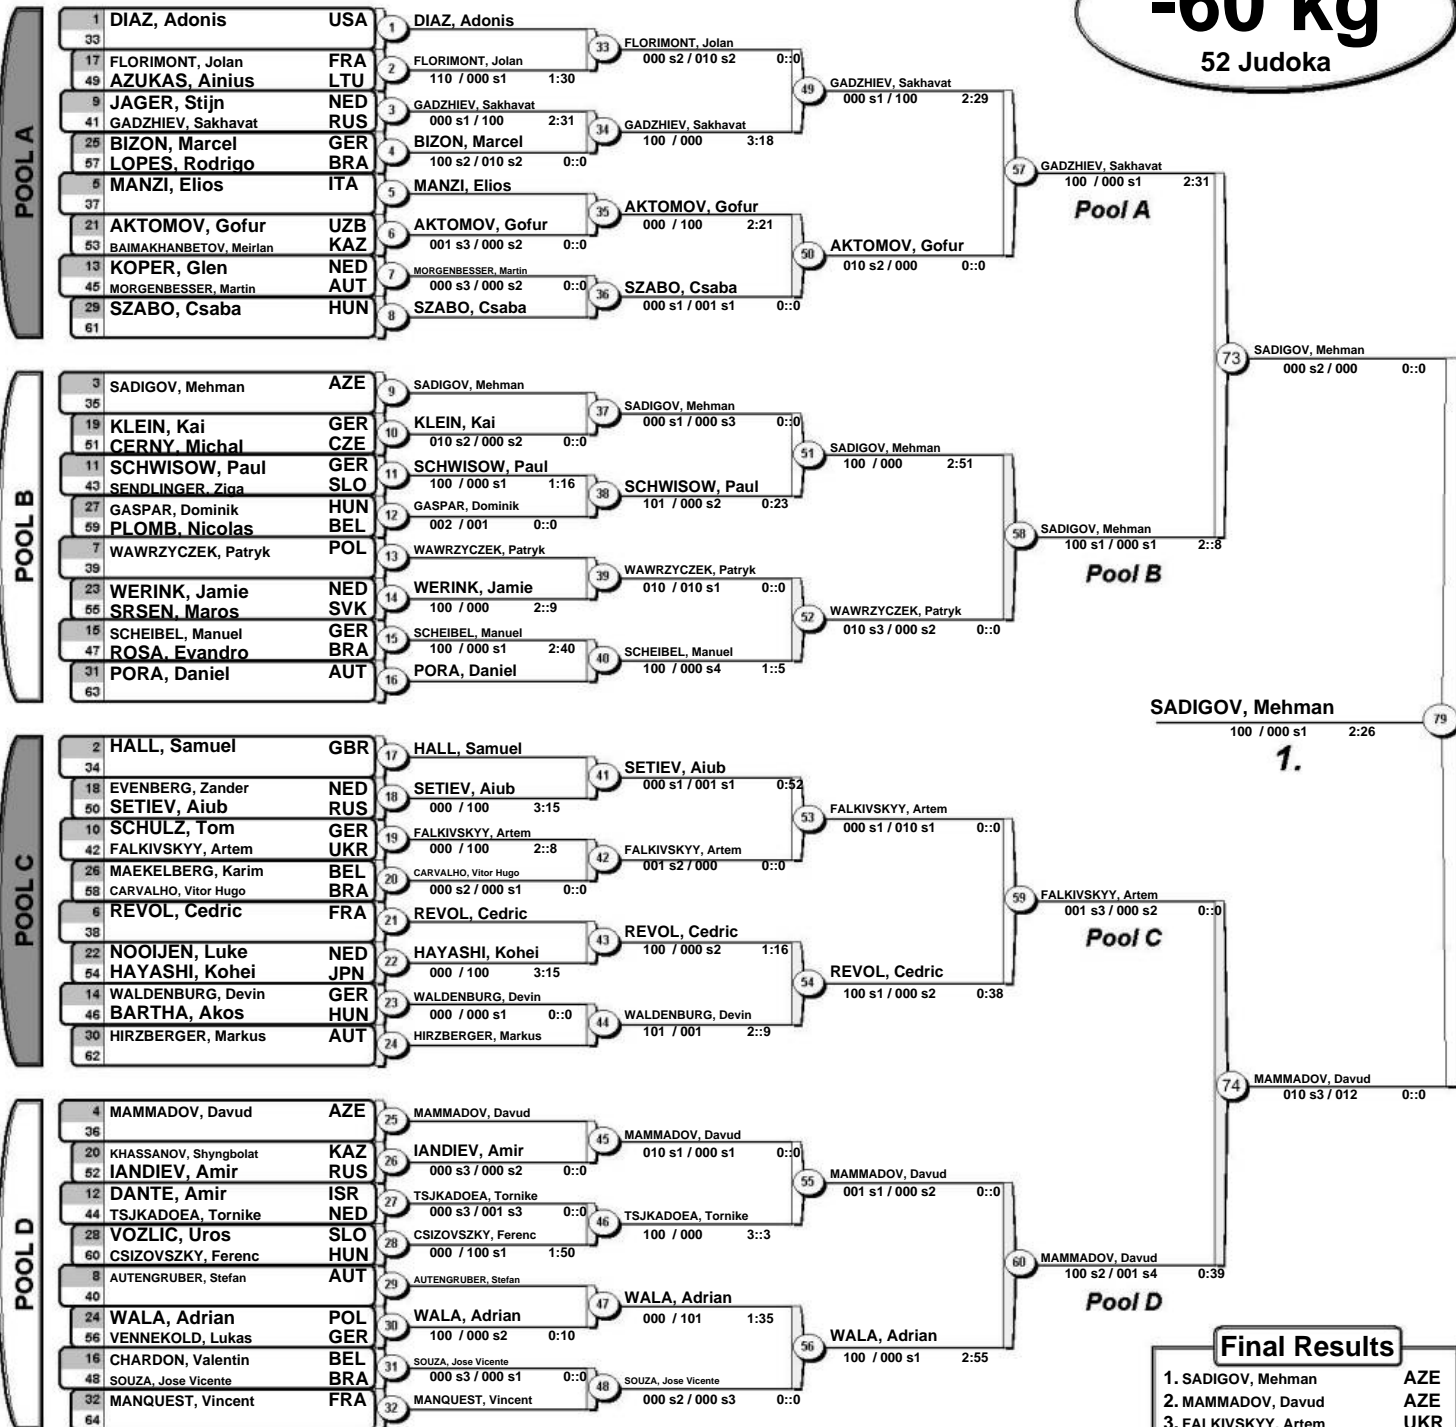 -60 kg
52 Judoka
POOL A
1 DIAZ, Adonis USA
33
17 FLORIMONT, Jolan FRA
49 AZUKAS, Ainius LTU
9 JAGER, Stijn NED
41 GADZHIEV, Sakhavat RUS
25 BIZON, Marcel GER
57 LOPES, Rodrigo BRA
5 MANZI, Elios ITA
37
21 AKTOMOV, Gofur UZB
53 BAIMAKHANBETOV, Meirlan KAZ
13 KOPER, Glen NED
45 MORGENBESSER, Martin AUT
29 SZABO, Csaba HUN
61
1 DIAZ, Adonis
2 FLORIMONT, Jolan
110 / 000 s1 1:30
3 GADZHIEV, Sakhavat
000 s1 / 100 2:31
4 BIZON, Marcel
100 s2 / 010 s2 0::0
5 MANZI, Elios
6 AKTOMOV, Gofur
001 s3 / 000 s2 0::0
7 MORGENBESSER, Martin
000 s3 / 000 s2 0::0
8 SZABO, Csaba
33 FLORIMONT, Jolan
000 s2 / 010 s2 0::0
34 GADZHIEV, Sakhavat
100 / 000 3:18
35 AKTOMOV, Gofur
000 / 100 2:21
36 SZABO, Csaba
000 s1 / 001 s1 0::0
49 GADZHIEV, Sakhavat
000 s1 / 100 2:29
50 AKTOMOV, Gofur
010 s2 / 000 0::0
57 GADZHIEV, Sakhavat
100 / 000 s1 2:31
Pool A
POOL B
3 SADIGOV, Mehman AZE
35
19 KLEIN, Kai GER
51 CERNY, Michal CZE
11 SCHWISOW, Paul GER
43 SENDLINGER, Ziga SLO
27 GASPAR, Dominik HUN
59 PLOMB, Nicolas BEL
7 WAWRZYCZEK, Patryk POL
39
23 WERINK, Jamie NED
55 SRSEN, Maros SVK
15 SCHEIBEL, Manuel GER
47 ROSA, Evandro BRA
31 PORA, Daniel AUT
63
9 SADIGOV, Mehman
10 KLEIN, Kai
010 s2 / 000 s2 0::0
11 SCHWISOW, Paul
100 / 000 s1 1:16
12 GASPAR, Dominik
002 / 001 0::0
13 WAWRZYCZEK, Patryk
14 WERINK, Jamie
100 / 000 2::9
15 SCHEIBEL, Manuel
100 / 000 s1 2:40
16 PORA, Daniel
37 SADIGOV, Mehman
000 s1 / 000 s3 0::0
38 SCHWISOW, Paul
101 / 000 s2 0:23
39 WAWRZYCZEK, Patryk
010 / 010 s1 0::0
40 SCHEIBEL, Manuel
100 / 000 s4 1::5
51 SADIGOV, Mehman
100 / 000 2:51
52 WAWRZYCZEK, Patryk
010 s3 / 000 s2 0::0
58 SADIGOV, Mehman
100 s1 / 000 s1 2::8
Pool B
73 SADIGOV, Mehman
000 s2 / 000 0::0
SADIGOV, Mehman 79
100 / 000 s1 2:26
1.
POOL C
2 HALL, Samuel GBR
34
18 EVENBERG, Zander NED
50 SETIEV, Aiub RUS
10 SCHULZ, Tom GER
42 FALKIVSKYY, Artem UKR
26 MAEKELBERG, Karim BEL
58 CARVALHO, Vitor Hugo BRA
6 REVOL, Cedric FRA
38
22 NOOIJEN, Luke NED
54 HAYASHI, Kohei JPN
14 WALDENBURG, Devin GER
46 BARTHA, Akos HUN
30 HIRZBERGER, Markus AUT
62
17 HALL, Samuel
18 SETIEV, Aiub
000 / 100 3:15
19 FALKIVSKYY, Artem
000 / 100 2::8
20 CARVALHO, Vitor Hugo
000 s2 / 000 s1 0::0
21 REVOL, Cedric
22 HAYASHI, Kohei
000 / 100 3:15
23 WALDENBURG, Devin
000 / 000 s1 0::0
24 HIRZBERGER, Markus
41 SETIEV, Aiub
000 s1 / 001 s1 0:52
42 FALKIVSKYY, Artem
001 s2 / 000 0::0
43 REVOL, Cedric
100 / 000 s2 1:16
44 WALDENBURG, Devin
101 / 001 2::9
53 FALKIVSKYY, Artem
000 s1 / 010 s1 0::0
54 REVOL, Cedric
100 s1 / 000 s2 0:38
59 FALKIVSKYY, Artem
001 s3 / 000 s2 0::0
Pool C
POOL D
4 MAMMADOV, Davud AZE
36
20 KHASSANOV, Shyngbolat KAZ
52 IANDIEV, Amir RUS
12 DANTE, Amir ISR
44 TSJKADOEA, Tornike NED
28 VOZLIC, Uros SLO
60 CSIZOVSZKY, Ferenc HUN
8 AUTENGRUBER, Stefan AUT
40
24 WALA, Adrian POL
56 VENNEKOLD, Lukas GER
16 CHARDON, Valentin BEL
48 SOUZA, Jose Vicente BRA
32 MANQUEST, Vincent FRA
64
25 MAMMADOV, Davud
26 IANDIEV, Amir
000 s3 / 000 s2 0::0
27 TSJKADOEA, Tornike
000 s3 / 001 s3 0::0
28 CSIZOVSZKY, Ferenc
000 / 100 s1 1:50
29 AUTENGRUBER, Stefan
30 WALA, Adrian
100 / 000 s2 0:10
31 SOUZA, Jose Vicente
000 s3 / 000 s1 0::0
32 MANQUEST, Vincent
45 MAMMADOV, Davud
010 s1 / 000 s1 0::0
46 TSJKADOEA, Tornike
100 / 000 3::3
47 WALA, Adrian
000 / 101 1:35
48 SOUZA, Jose Vicente
000 s2 / 000 s3 0::0
55 MAMMADOV, Davud
001 s1 / 000 s2 0::0
56 WALA, Adrian
100 / 000 s1 2:55
60 MAMMADOV, Davud
100 s2 / 001 s4 0:39
Pool D
74 MAMMADOV, Davud
010 s3 / 012 0::0
Final Results
1. SADIGOV, Mehman AZE
2. MAMMADOV, Davud AZE
3. FALKIVSKYY, Artem UKR